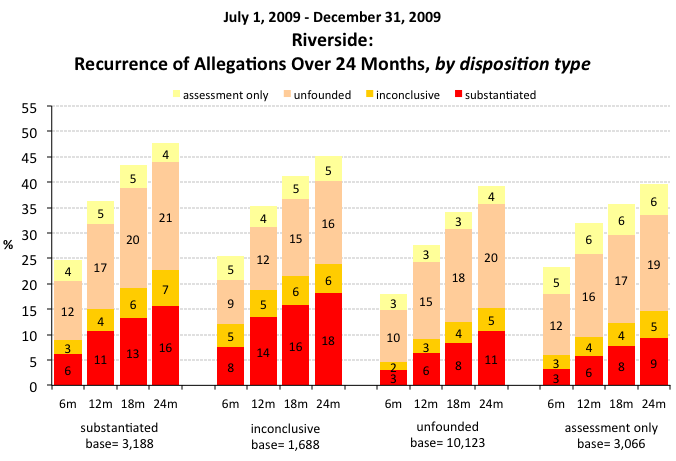 July 1, 2009 - December 31, 2009
Riverside:
Recurrence of Allegations Over 24 Months, by disposition type
assessment only unfounded inconclusive substantiated
55
50
45
40
35
30
25
20
15
10
5
0
%
4 12 3 6
5 17 4 11
5 20 6 13
4 21 7 16
5 9 5 8
4 12 5 14
5 15 6 16
5 16 6 18
3 10 2 3
3 15 3 6
3 18 4 8
4 20 5 11
5 12 3 3
6 16 4 6
6 17 4 8
6 19 5 9
6m 12m 18m 24m 6m 12m 18m 24m 6m 12m 18m 24m 6m 12m 18m 24m
substantiated inconclusive unfounded assessment only
base= 3,188 base= 1,688 base= 10,123 base= 3,066